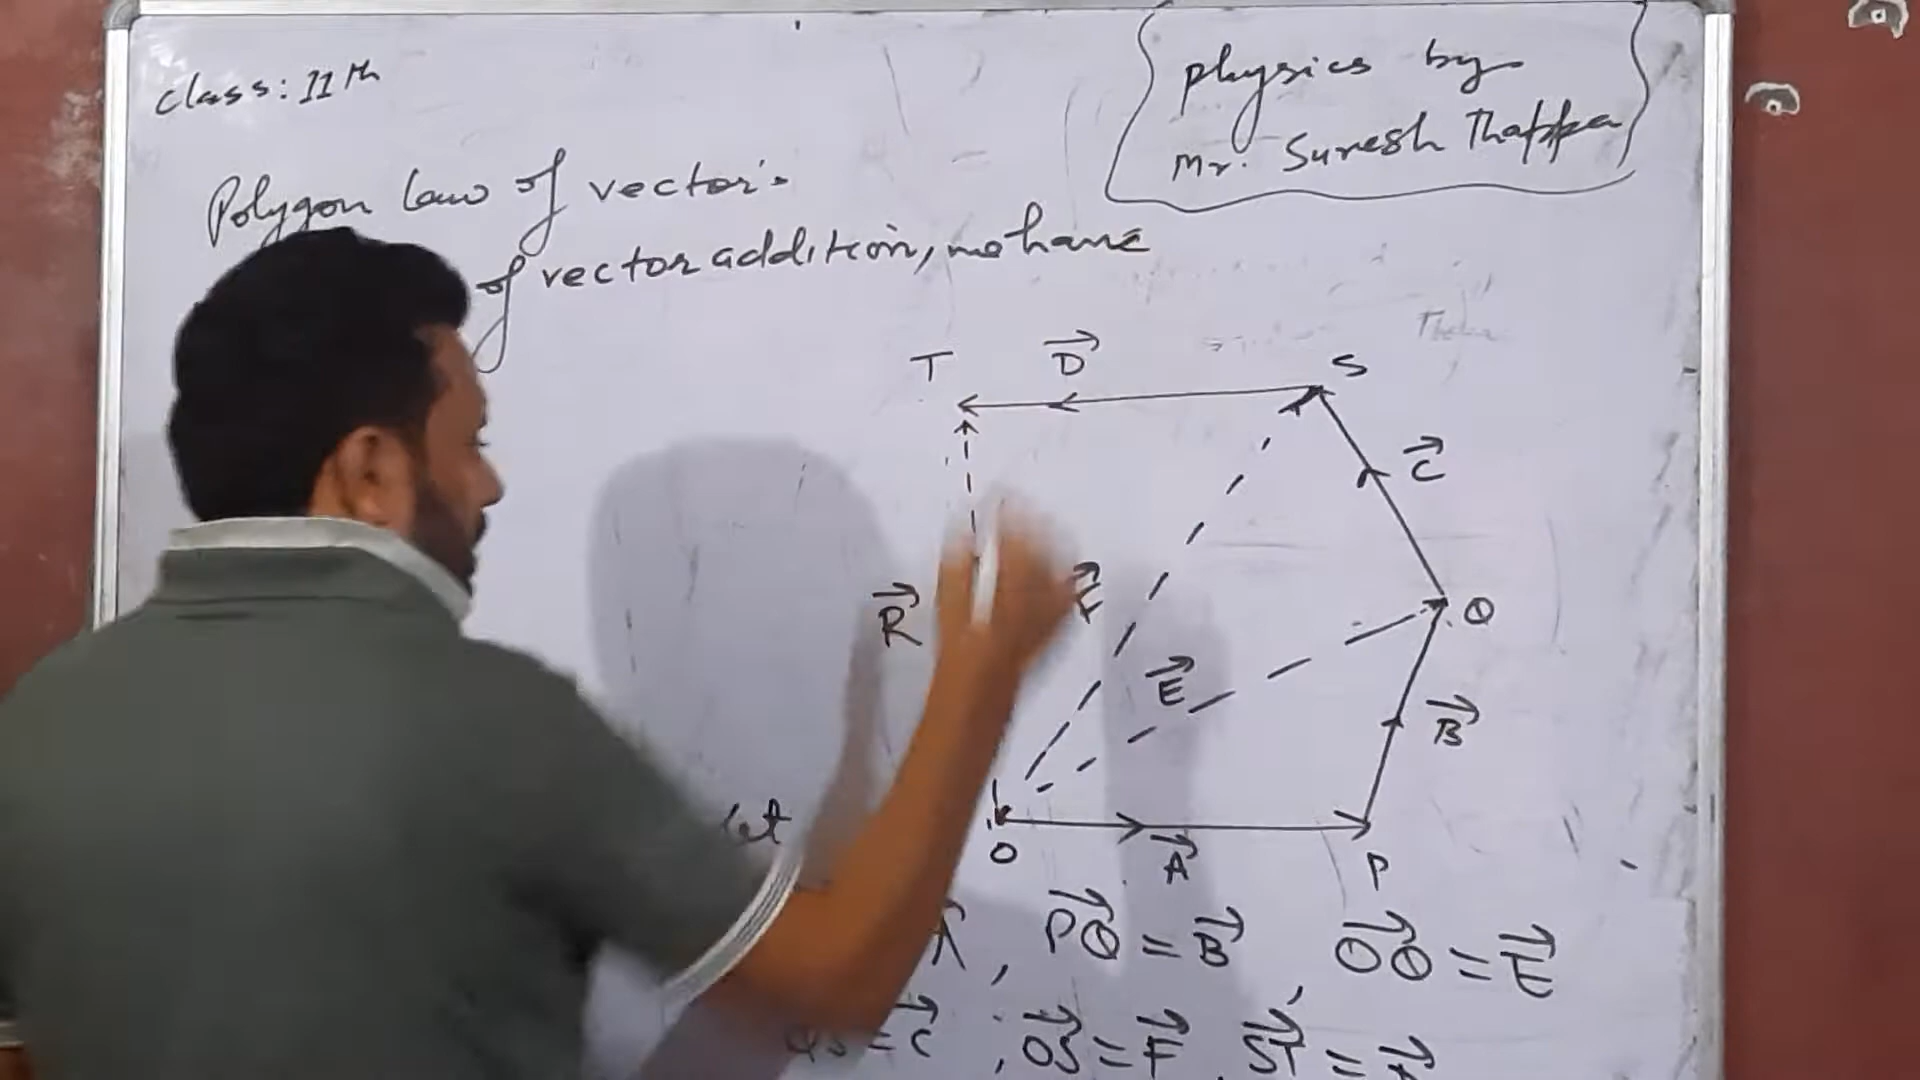 class: 11th
physics by
Mr. Suresh Thappa
Polygon law of vector's
of vector addition, we have
T
D
S
C
R
F
E
Q
B
let
O
A
P
A, PQ = B, OQ = E
QS = C ; OS = F, ST =